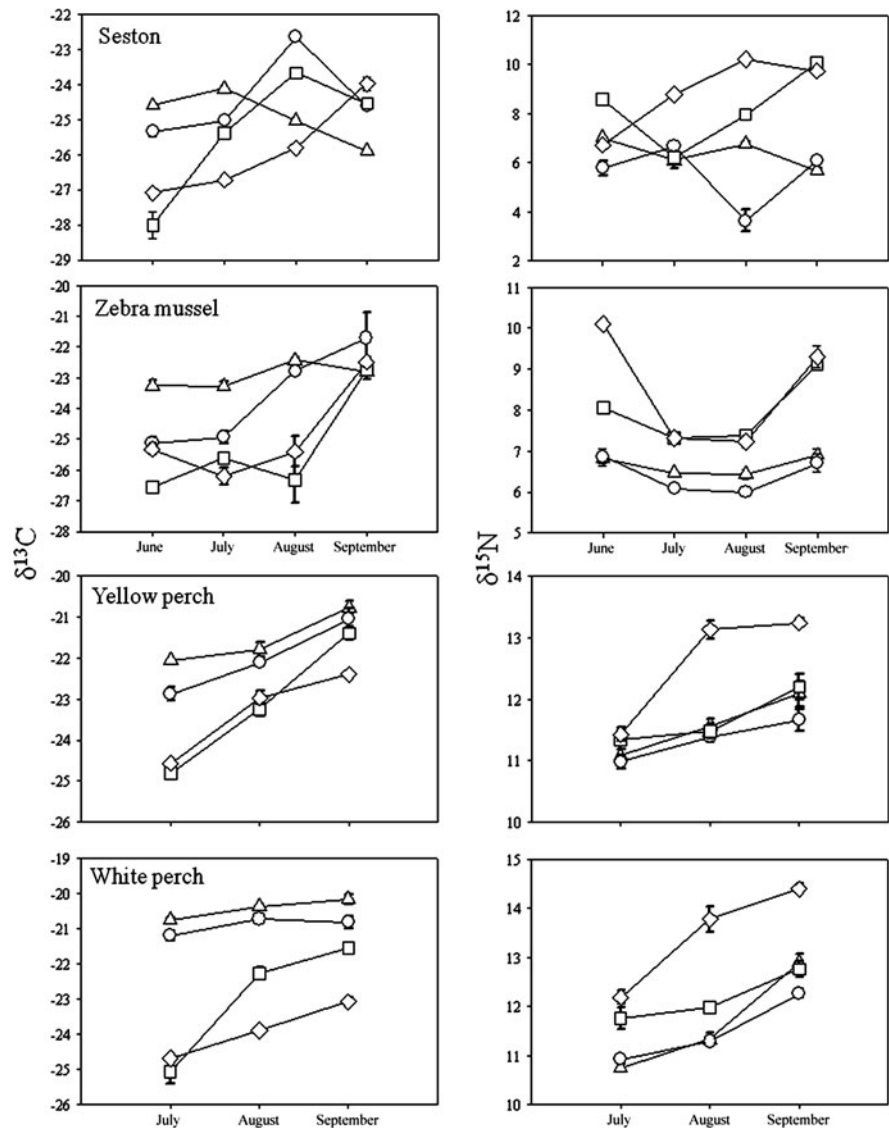 Seston
-22
-23
-24
-25
-26
-27
-28
-29
12
10
8
6
4
2
Zebra mussel
-20
-21
-22
-23
-24
-25
-26
-27
-28
June
July
August
September
11
10
9
8
7
6
5
June
July
August
September
δ13C
δ15N
Yellow perch
-20
-21
-22
-23
-24
-25
-26
14
13
12
11
10
White perch
-19
-20
-21
-22
-23
-24
-25
-26
July
August
September
15
14
13
12
11
10
July
August
September